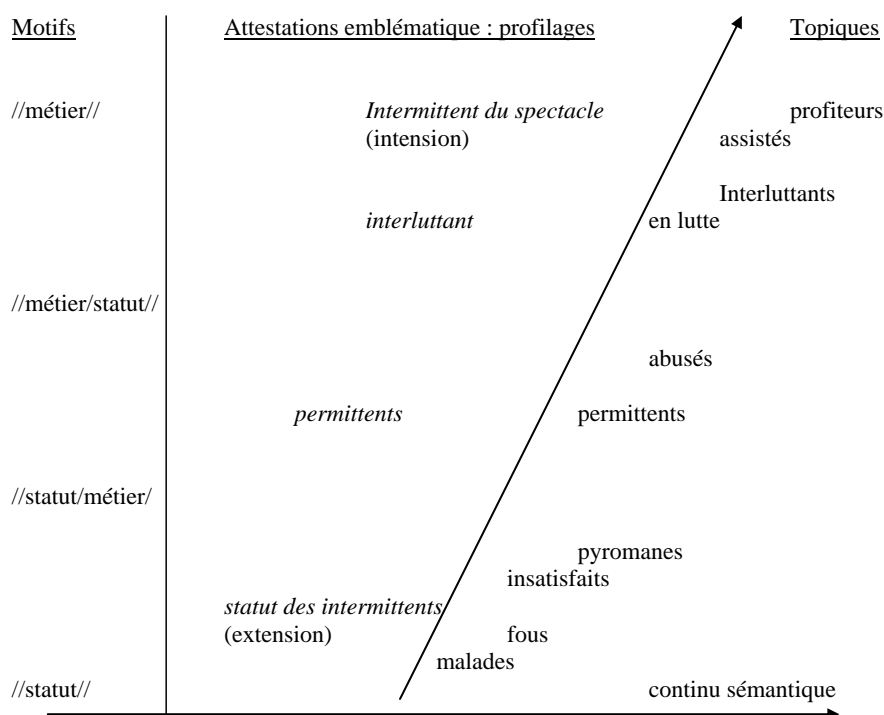 Motifs Attestations emblématique : profilages Topiques
//métier// Intermittent du spectacle profiteurs
(intension) assistés
Interluttants
interluttant en lutte
//métier/statut//
abusés
permittents permittents
//statut/métier/
pyromanes
insatisfaits
statut des intermittents
(extension) fous
malades
//statut// continu sémantique